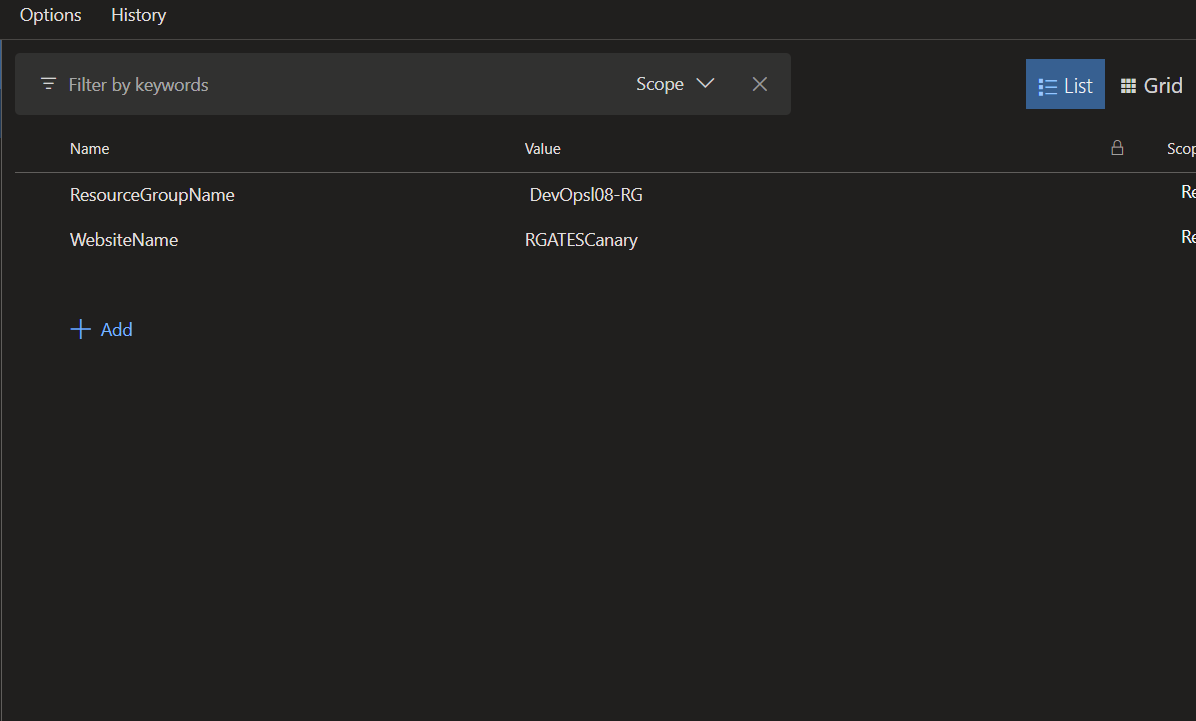 Options History
Filter by keywords Scope List Grid
Name Value Scop
ResourceGroupName DevOpsl08-RG Re
WebsiteName RGATESCanary Re
Add